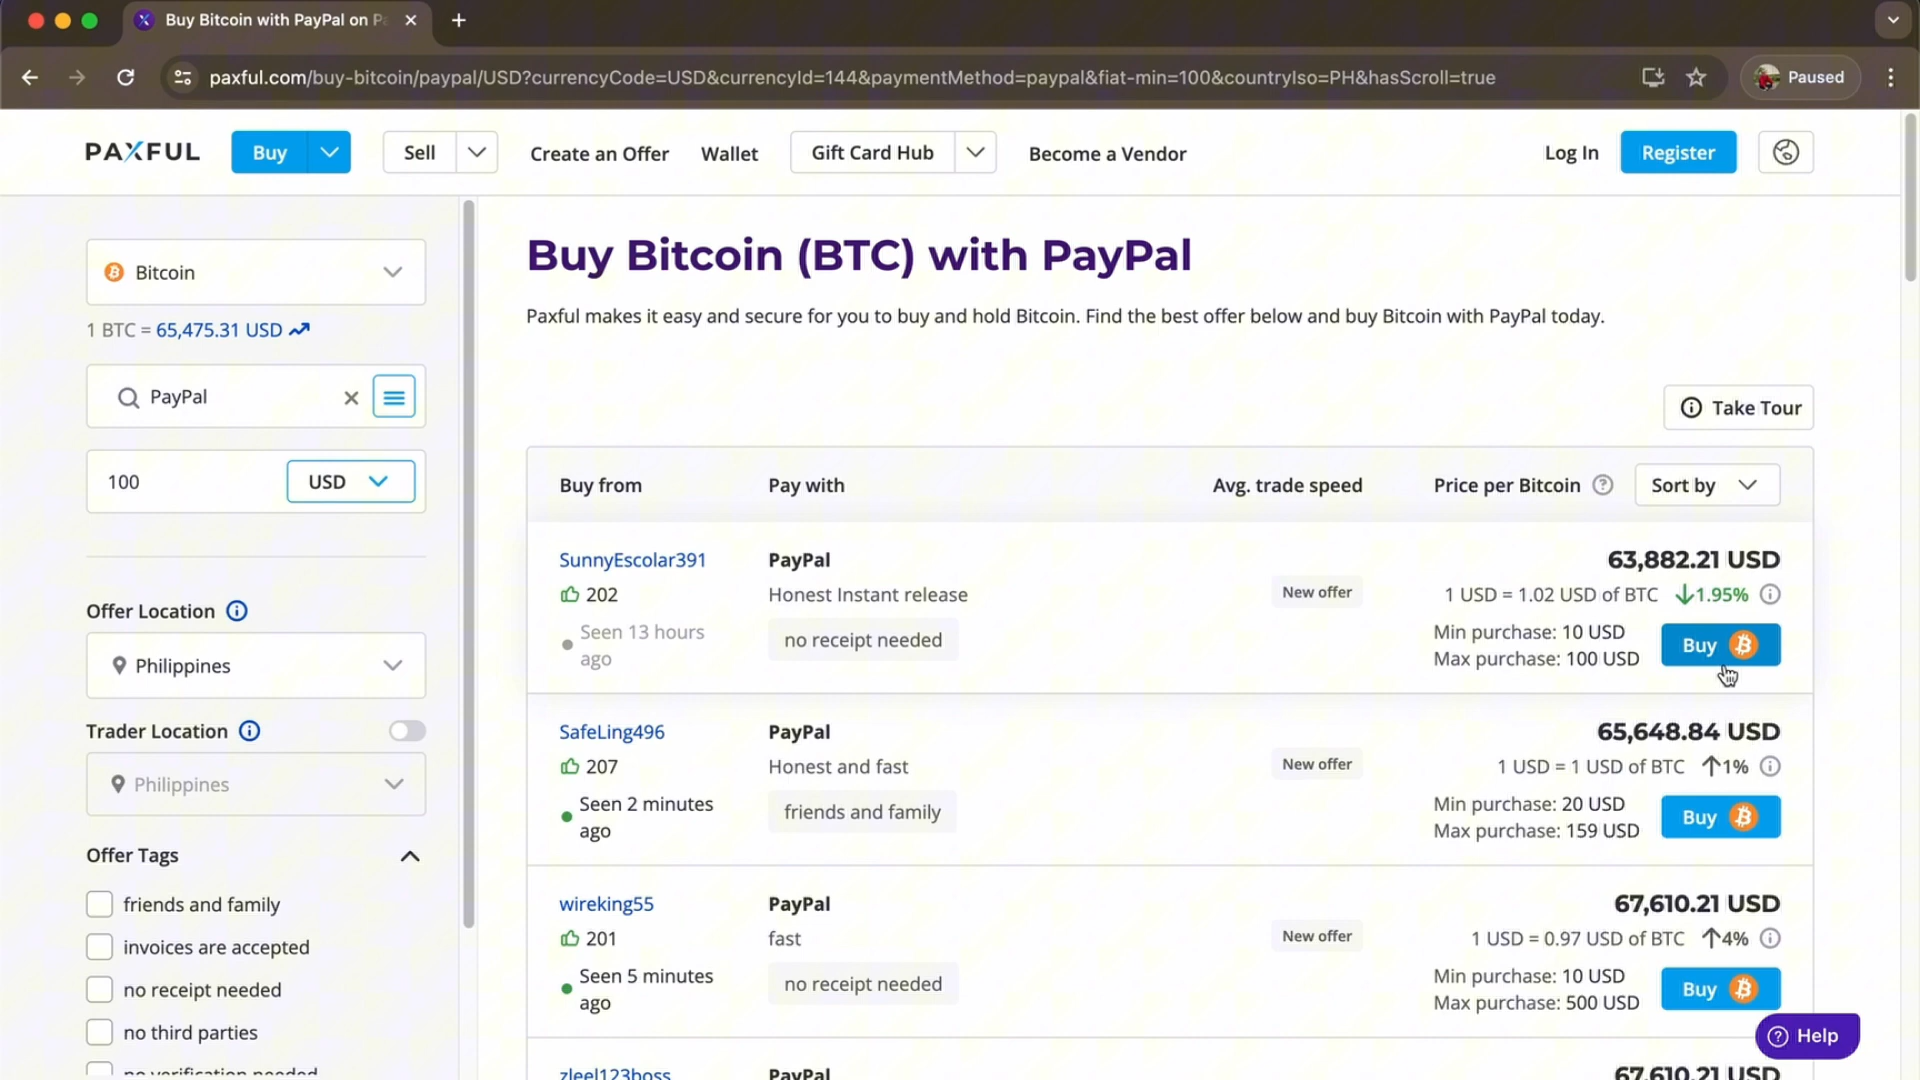 Buy Bitcoin with PayPal on P
paxful.com/buy-bitcoin/paypal/USD?currencyCode=USD&currencyId=144&paymentMethod=paypal&fiat-min=100&countryIso=PH&hasScroll=true
Paused
PAXFUL
Buy
Sell
Create an Offer
Wallet
Gift Card Hub
Become a Vendor
Log In
Register
Bitcoin
1 BTC = 65,475.31 USD
PayPal
100
USD
Offer Location
Philippines
Trader Location
Philippines
Offer Tags
friends and family
invoices are accepted
no receipt needed
no third parties
no verification needed
Buy Bitcoin (BTC) with PayPal
Paxful makes it easy and secure for you to buy and hold Bitcoin. Find the best offer below and buy Bitcoin with PayPal today.
Take Tour
Buy from
Pay with
Avg. trade speed
Price per Bitcoin
Sort by
SunnyEscolar391
202
Seen 13 hours
ago
PayPal
Honest Instant release
no receipt needed
New offer
63,882.21 USD
1 USD = 1.02 USD of BTC
1.95%
Min purchase: 10 USD
Max purchase: 100 USD
Buy
SafeLing496
207
Seen 2 minutes
ago
PayPal
Honest and fast
friends and family
New offer
65,648.84 USD
1 USD = 1 USD of BTC
1%
Min purchase: 20 USD
Max purchase: 159 USD
Buy
wireking55
201
Seen 5 minutes
ago
PayPal
fast
no receipt needed
New offer
67,610.21 USD
1 USD = 0.97 USD of BTC
4%
Min purchase: 10 USD
Max purchase: 500 USD
Buy
zleel123boss
PayPal
67,610.21 USD
Help